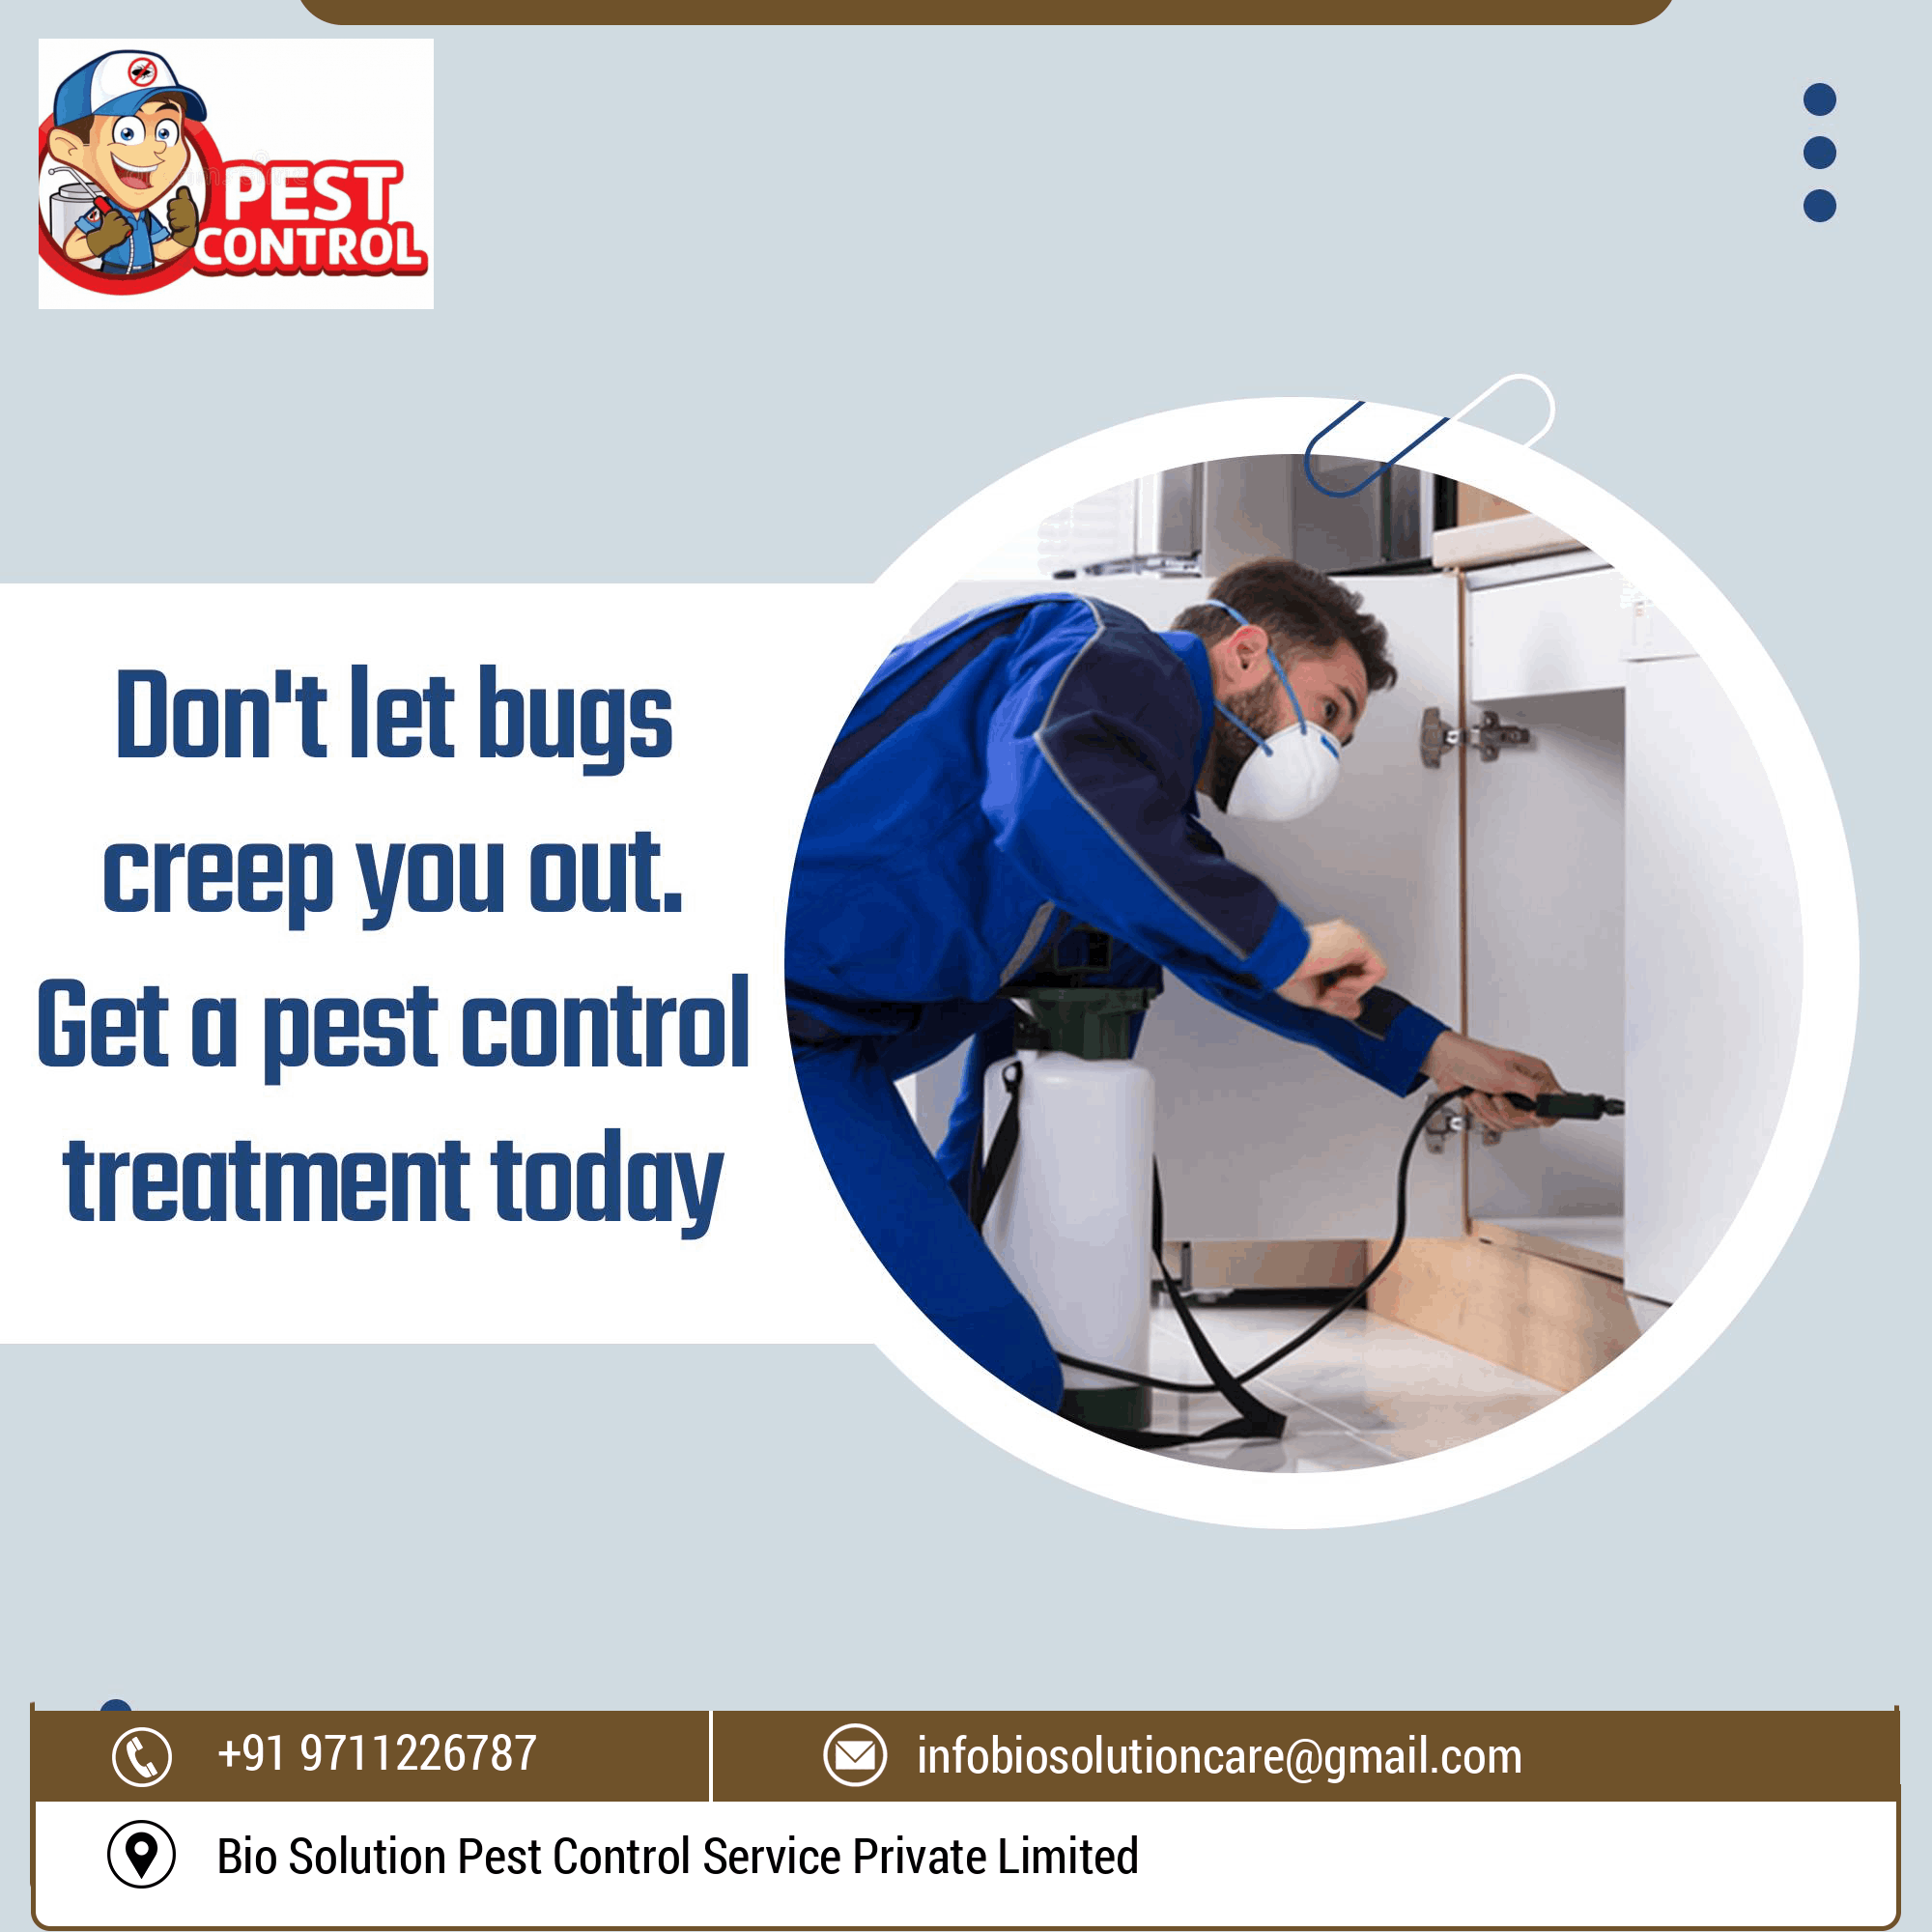 PEST
CONTROL
Don't let bugs
creep you out.
Get a pest control
treatment today
+91 9711226787
infobiosolutioncare@gmail.com
Bio Solution Pest Control Service Private Limited